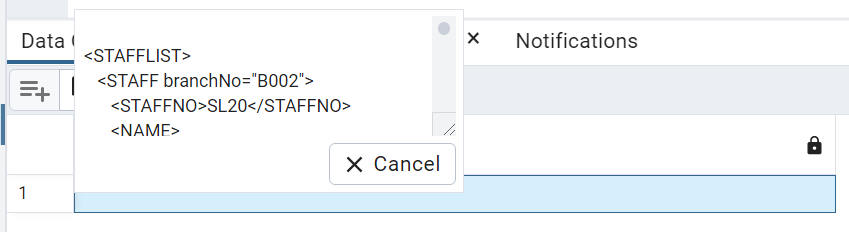 Data
<STAFFLIST>
<STAFF branchNo="B002">
<STAFFNO>SL20</STAFFNO>
<NAME>
Cancel
Notifications
1